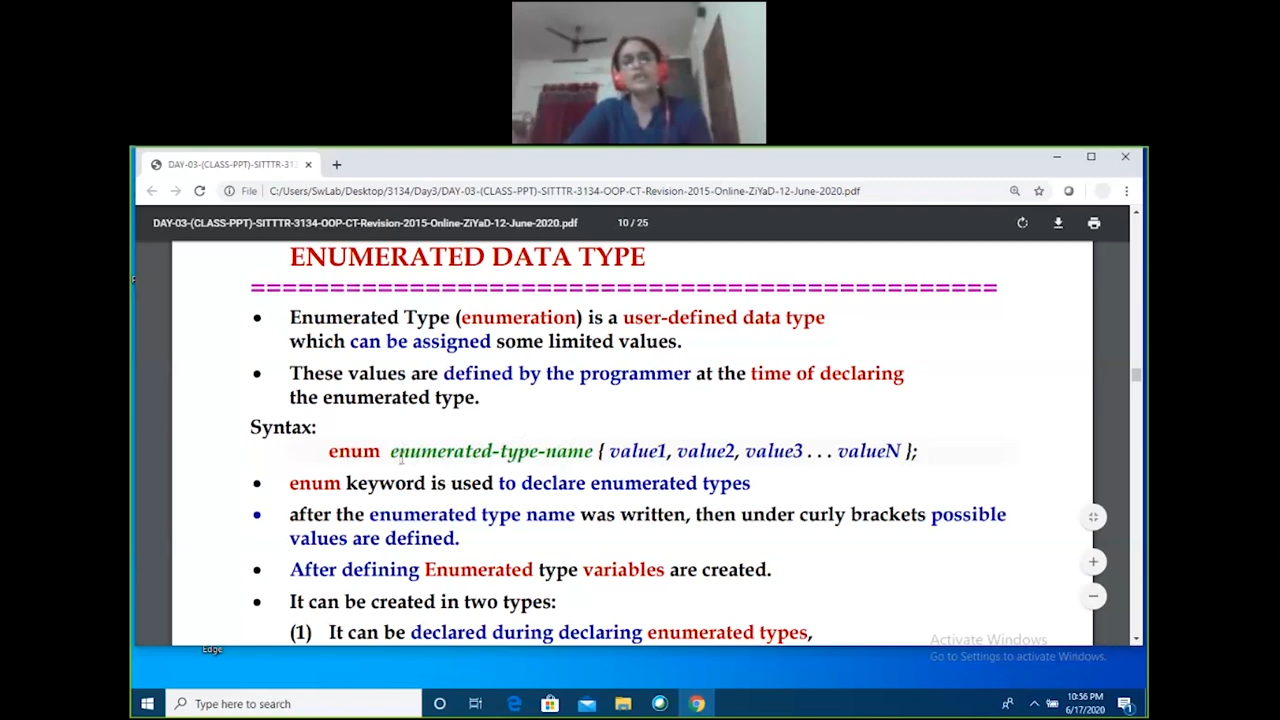 DAY-03-(CLASS-PPT)-SITTTR-313
File C:/Users/SwLab/Desktop/3134/Day3/DAY-03-(CLASS-PPT)-SITTTR-3134-OOP-CT-Revision-2015-Online-ZiYaD-12-June-2020.pdf
DAY-03-(CLASS-PPT)-SITTTR-3134-OOP-CT-Revision-2015-Online-ZiYaD-12-June-2020.pdf 10 / 25
ENUMERATED DATA TYPE
===============================================
• Enumerated Type (enumeration) is a user-defined data type
which can be assigned some limited values.
• These values are defined by the programmer at the time of declaring
the enumerated type.
Syntax:
enum enumerated-type-name { value1, value2, value3 . . . valueN };
• enum keyword is used to declare enumerated types
• after the enumerated type name was written, then under curly brackets possible
values are defined.
• After defining Enumerated type variables are created.
• It can be created in two types:
(1) It can be declared during declaring enumerated types,
Activate Windows
Go to Settings to activate Windows.
Edge
Type here to search
10:56 PM
6/17/2020